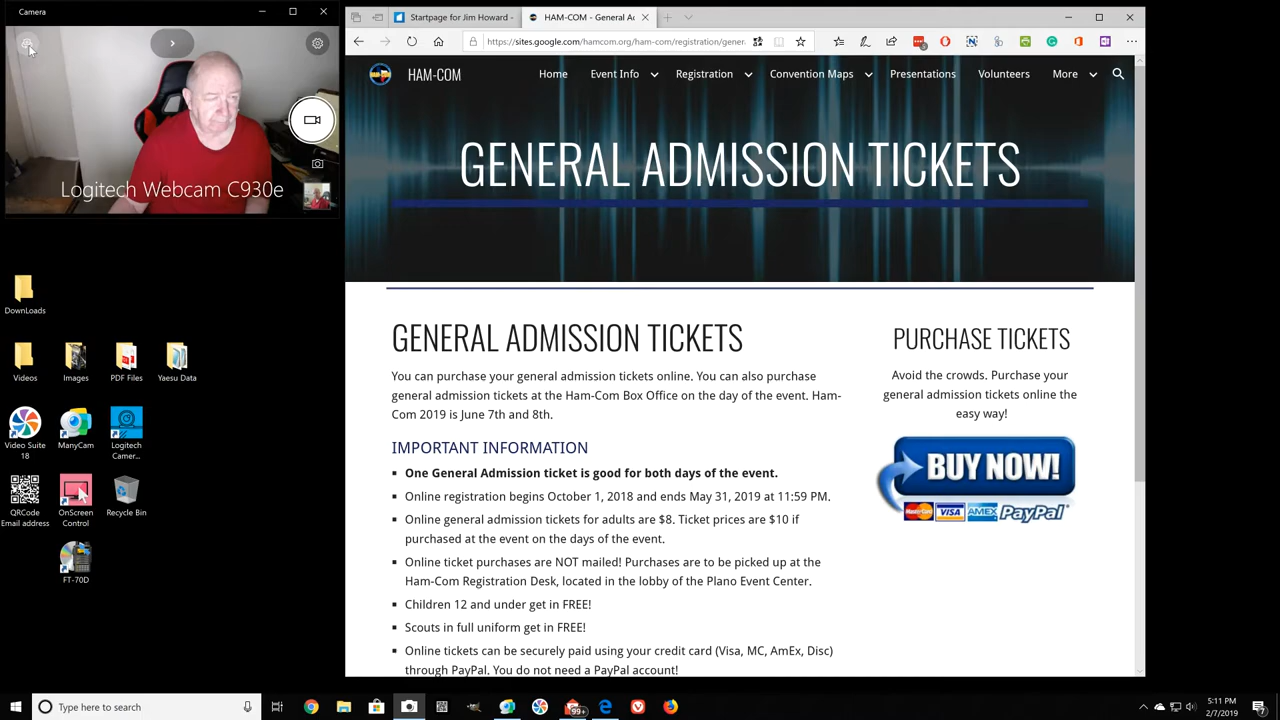 Camera
Logitech Webcam C930e
DownLoads
Videos
Images
PDF Files
Yaesu Data
Video Suite
18
ManyCam
Logitech
Camer...
QRCode
Email address
OnScreen
Control
Recycle Bin
FT-70D
Startpage for Jim Howard -
HAM-COM - General Ac
https://sites.google.com/hamcom.org/ham-com/registration/gener
HAM-COM
Home
Event Info
Registration
Convention Maps
Presentations
Volunteers
More
GENERAL ADMISSION TICKETS
GENERAL ADMISSION TICKETS
You can purchase your general admission tickets online. You can also purchase
general admission tickets at the Ham-Com Box Office on the day of the event. Ham-
Com 2019 is June 7th and 8th.
IMPORTANT INFORMATION
▪ One General Admission ticket is good for both days of the event.
▪ Online registration begins October 1, 2018 and ends May 31, 2019 at 11:59 PM.
▪ Online general admission tickets for adults are $8. Ticket prices are $10 if
purchased at the event on the days of the event.
▪ Online ticket purchases are NOT mailed! Purchases are to be picked up at the
Ham-Com Registration Desk, located in the lobby of the Plano Event Center.
▪ Children 12 and under get in FREE!
▪ Scouts in full uniform get in FREE!
▪ Online tickets can be securely paid using your credit card (Visa, MC, AmEx, Disc)
through PayPal. You do not need a PayPal account!
PURCHASE TICKETS
Avoid the crowds. Purchase your
general admission tickets online the
easy way!
BUY NOW!
MasterCard VISA AMEX PayPal
Type here to search
99+
5:11 PM
2/7/2019